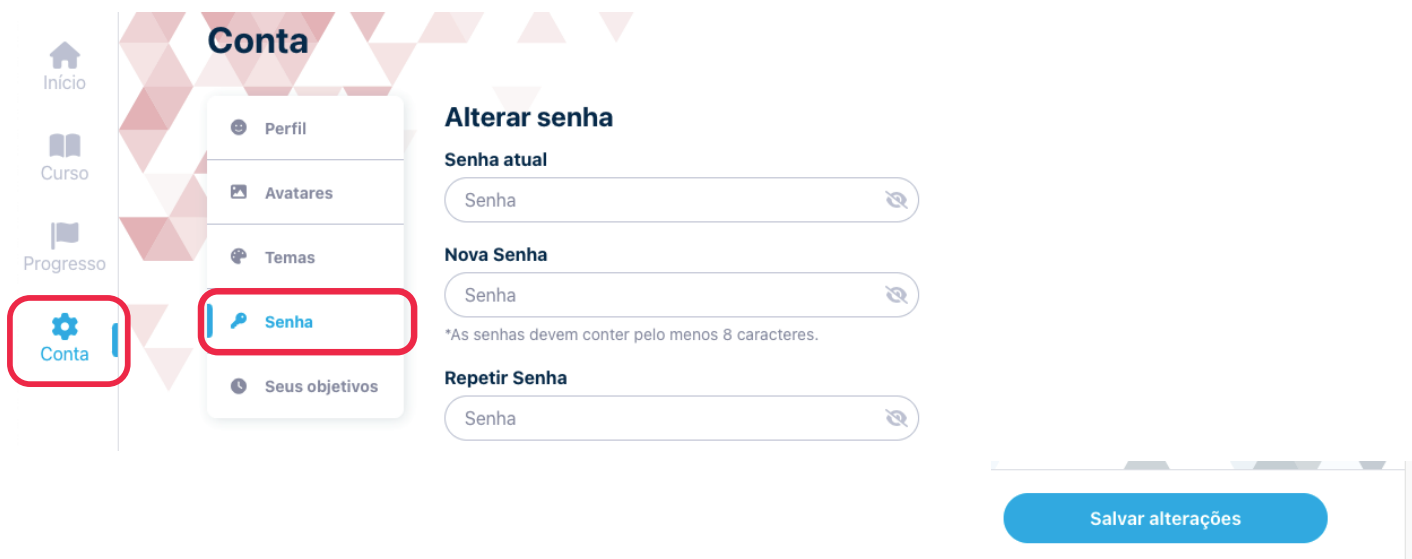 Conta
Início
Curso
Progresso
Conta
Perfil
Avatares
Temas
Senha
Seus objetivos
Alterar senha
Senha atual
Senha
Nova Senha
Senha
*As senhas devem conter pelo menos 8 caracteres.
Repetir Senha
Senha
Salvar alterações